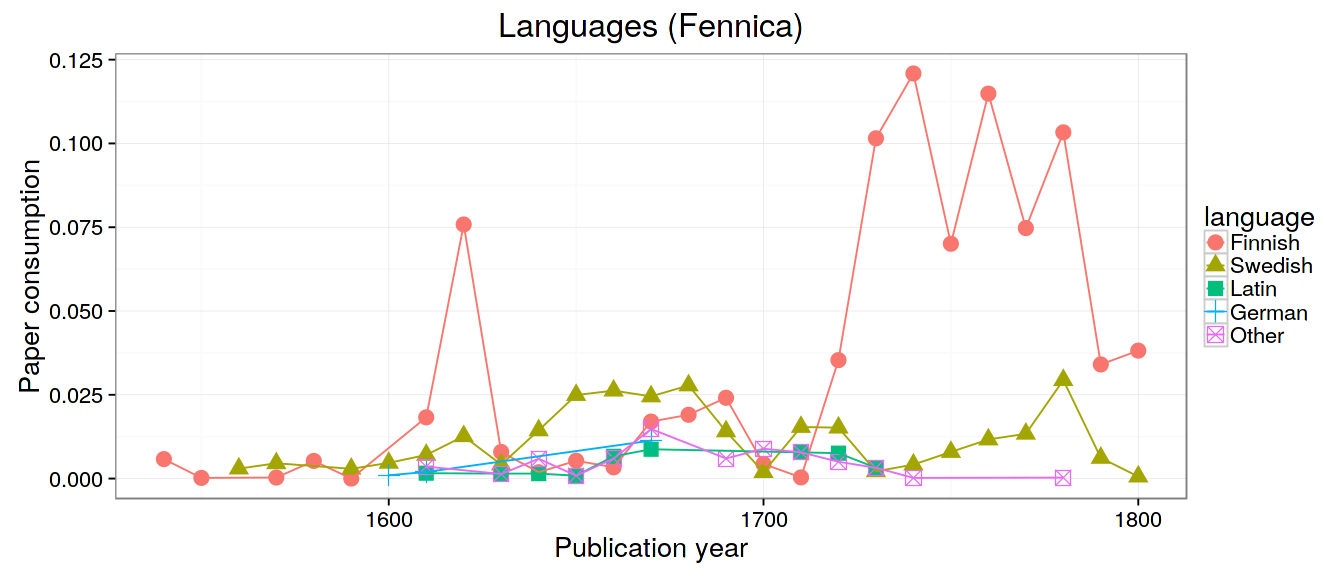 Languages (Fennica)
Paper consumption
0.125
0.100
0.075
0.050
0.025
0.000
1600
1700
1800
Publication year
language
Finnish
Swedish
Latin
German
Other